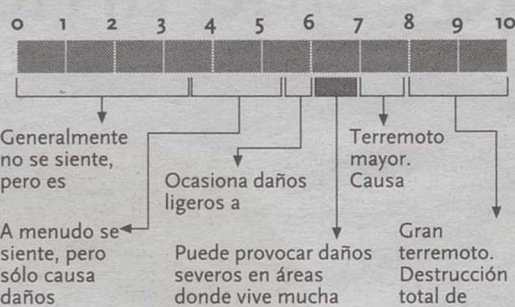 0 1 2 3 4 5 6 7 8 9 10
Generalmente
no se siente,
pero es
A menudo se
siente, pero
sólo causa
daños
Ocasiona daños
ligeros a
Puede provocar daños
severos en áreas
donde vive mucha
Terremoto
mayor.
Causa
Gran
terremoto.
Destrucción
total de